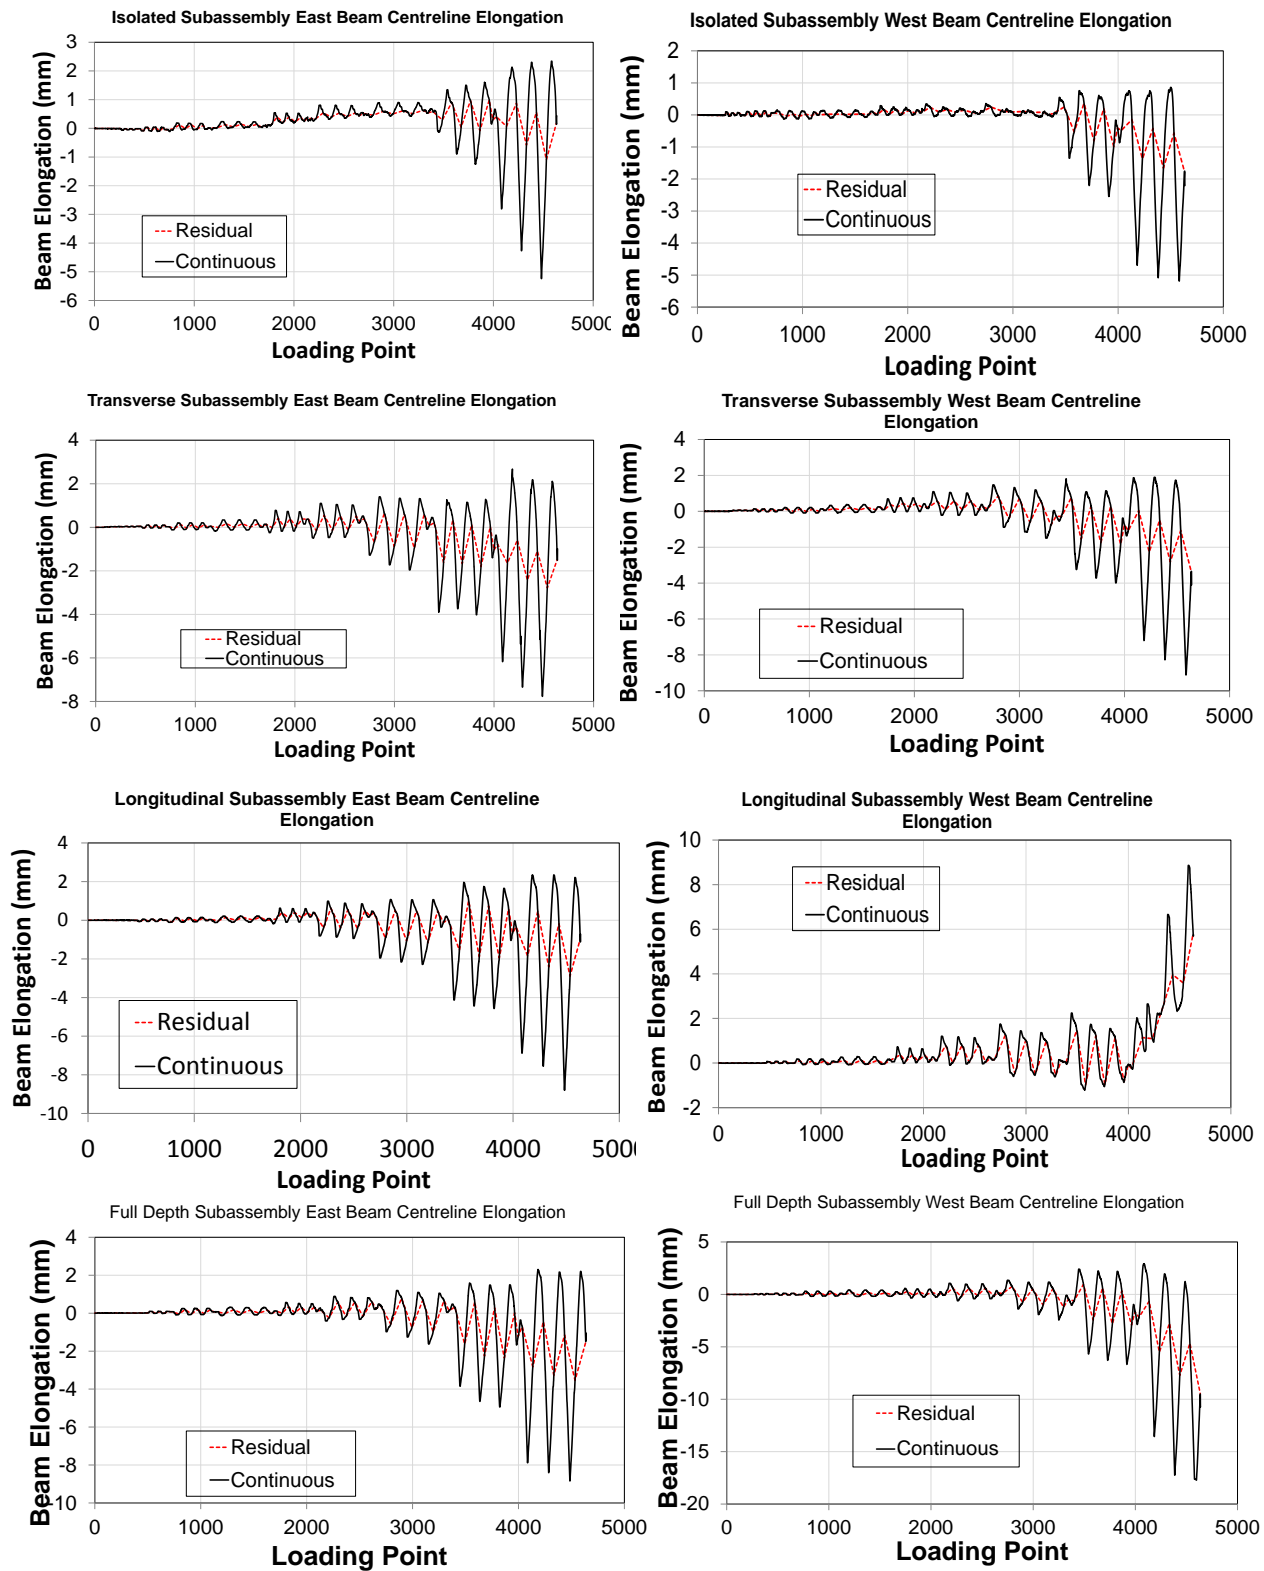 Isolated Subassembly East Beam Centreline Elongation
Beam Elongation (mm)
3
2
1
0
-1
-2
-3
-4
-5
-6
Residual
Continuous
0 1000 2000 3000 4000 5000
Loading Point
Isolated Subassembly West Beam Centreline Elongation
Beam Elongation (mm)
2
1
0
-1
-2
-3
-4
-5
-6
Residual
Continuous
0 1000 2000 3000 4000 5000
Loading Point
Transverse Subassembly East Beam Centreline Elongation
Beam Elongation (mm)
4
2
0
-2
-4
-6
-8
Residual
Continuous
0 1000 2000 3000 4000 5000
Loading Point
Transverse Subassembly West Beam Centreline
Elongation
Beam Elongation (mm)
4
2
0
-2
-4
-6
-8
-10
Residual
Continuous
0 1000 2000 3000 4000 5000
Loading Point
Longitudinal Subassembly East Beam Centreline
Elongation
Beam Elongation (mm)
4
2
0
-2
-4
-6
-8
-10
Residual
Continuous
0 1000 2000 3000 4000 5000
Loading Point
Longitudinal Subassembly West Beam Centreline
Elongation
Beam Elongation (mm)
10
8
6
4
2
0
-2
Residual
Continuous
0 1000 2000 3000 4000 5000
Loading Point
Full Depth Subassembly East Beam Centreline Elongation
Beam Elongation (mm)
4
2
0
-2
-4
-6
-8
-10
Residual
Continuous
0 1000 2000 3000 4000 5000
Loading Point
Full Depth Subassembly West Beam Centreline Elongation
Beam Elongation (mm)
5
0
-5
-10
-15
-20
Residual
Continuous
0 1000 2000 3000 4000 5000
Loading Point